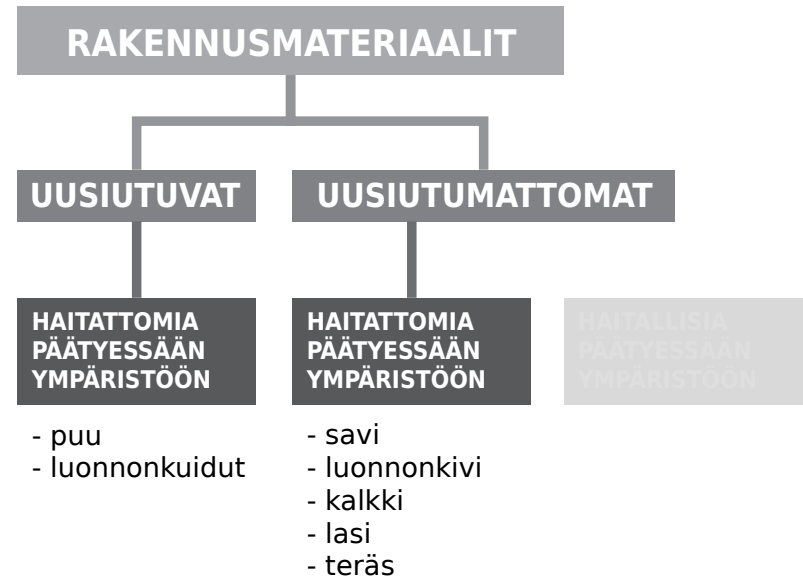 RAKENNUSMATERIAALIT
UUSIUTUVAT
UUSIUTUMATTOMAT
HAITATTOMIA
PÄÄTYESSÄÄN
YMPÄRISTÖÖN
- puu
- luonnonkuidut
HAITATTOMIA
PÄÄTYESSÄÄN
YMPÄRISTÖÖN
- savi
- luonnonkivi
- kalkki
- lasi
- teräs
HAITALLISIA
PÄÄTYESSÄÄN
YMPÄRISTÖÖN